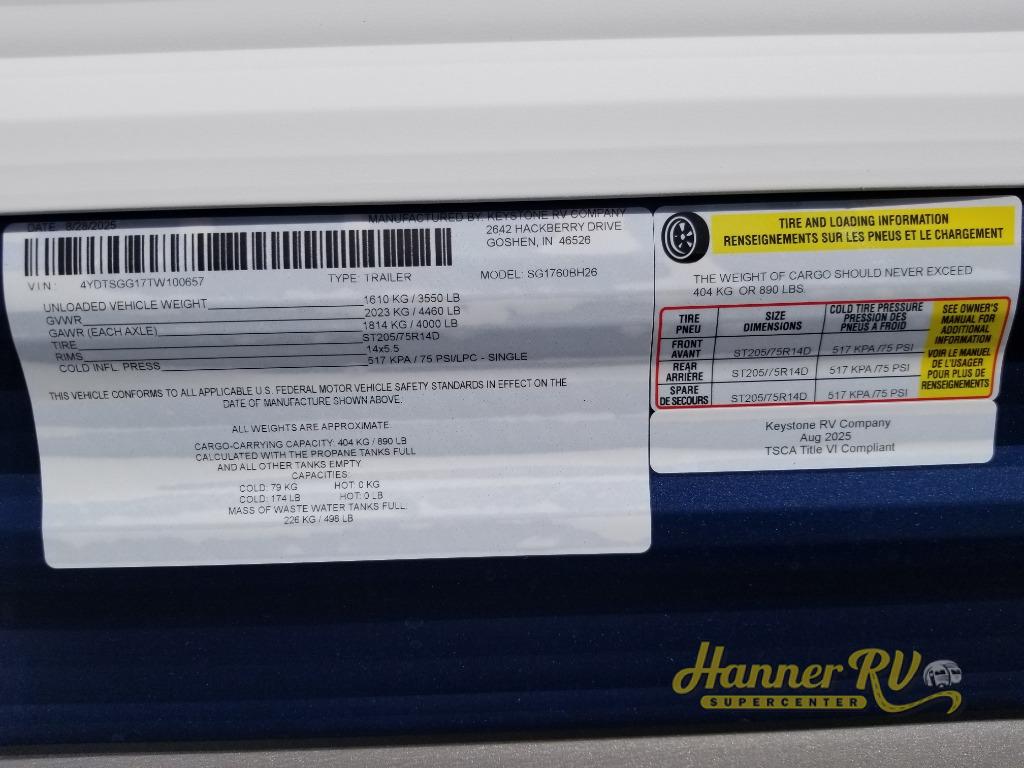 DATE: 8/28/2025
MANUFACTURED BY: KEYSTONE RV COMPANY
2642 HACKBERRY DRIVE
GOSHEN, IN 46526
VIN: 4YDTSGG17TW100657 TYPE: TRAILER MODEL: SG1760BH26
UNLOADED VEHICLE WEIGHT 1610 KG / 3550 LB
GVWR 2023 KG / 4460 LB
GAWR (EACH AXLE) 1814 KG / 4000 LB
TIRE ST205/75R14D
RIMS 14x5.5
COLD INFL. PRESS 517 KPA / 75 PSI/LPC - SINGLE
THIS VEHICLE CONFORMS TO ALL APPLICABLE U.S. FEDERAL MOTOR VEHICLE SAFETY STANDARDS IN EFFECT ON THE
DATE OF MANUFACTURE SHOWN ABOVE.
ALL WEIGHTS ARE APPROXIMATE.
CARGO-CARRYING CAPACITY: 404 KG / 890 LB
CALCULATED WITH THE PROPANE TANKS FULL
AND ALL OTHER TANKS EMPTY
CAPACITIES:
COLD: 79 KG HOT: 0 KG
COLD: 174 LB HOT: 0 LB
MASS OF WASTE WATER TANKS FULL:
226 KG / 498 LB
TIRE AND LOADING INFORMATION
RENSEIGNEMENTS SUR LES PNEUS ET LE CHARGEMENT
THE WEIGHT OF CARGO SHOULD NEVER EXCEED
404 KG OR 890 LBS.
TIRE
PNEU
SIZE
DIMENSIONS
COLD TIRE PRESSURE
PRESSION DES
PNEUS A FROID
FRONT
AVANT
ST205/75R14D 517 KPA /75 PSI
REAR
ARRIÈRE
ST205/75R14D 517 KPA /75 PSI
SPARE
DE SECOURS
ST205/75R14D 517 KPA /75 PSI
SEE OWNER'S
MANUAL FOR
ADDITIONAL
INFORMATION
VOIR LE MANUEL
DE L'USAGER
POUR PLUS DE
RENSEIGNEMENTS
Keystone RV Company
Aug 2025
TSCA Title VI Compliant
Hanner RV
SUPERCENTER